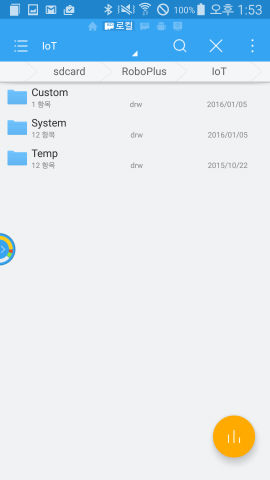 100% 오후 1:53
로컬
IoT
sdcard RoboPlus IoT
Custom
1 항목 drw 2016/01/05
System
12 항목 drw 2016/01/05
Temp
12 항목 drw 2015/10/22